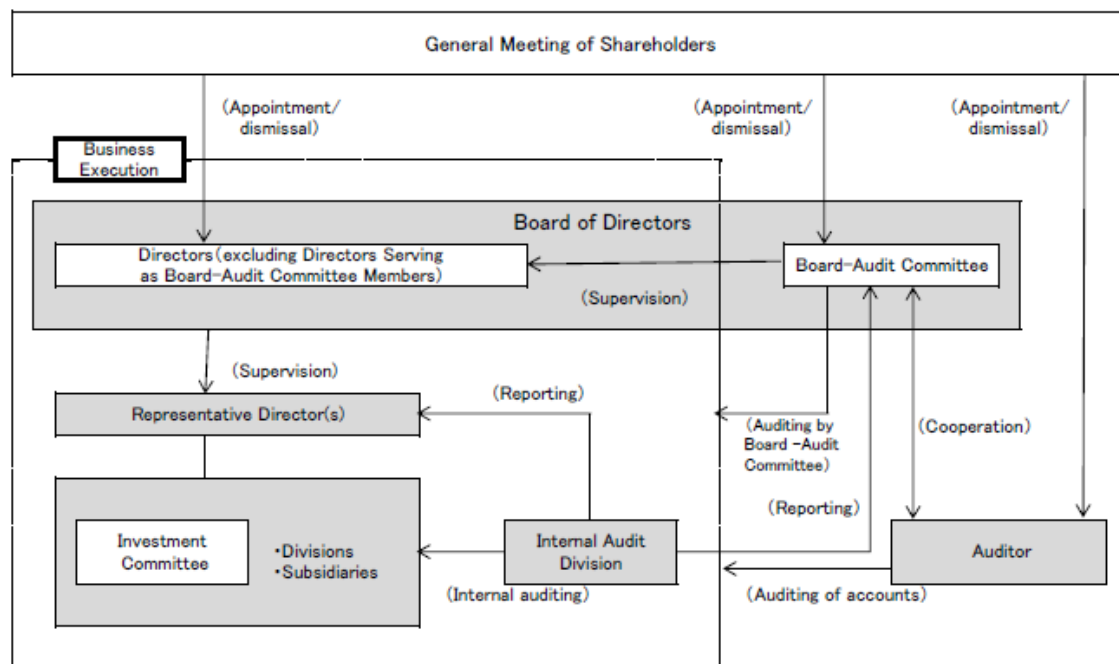 General Meeting of Shareholders
(Appointment/
dismissal)
(Appointment/
dismissal)
(Appointment/
dismissal)
Business
Execution
Board of Directors
Directors(excluding Directors Serving
as Board-Audit Committee Members)
Board-Audit Committee
(Supervision)
(Supervision)
Representative Director(s)
(Reporting)
(Auditing by
Board -Audit
Committee)
(Cooperation)
(Reporting)
Investment
Committee
・Divisions
・Subsidiaries
Internal Audit
Division
Auditor
(Internal auditing)
(Auditing of accounts)